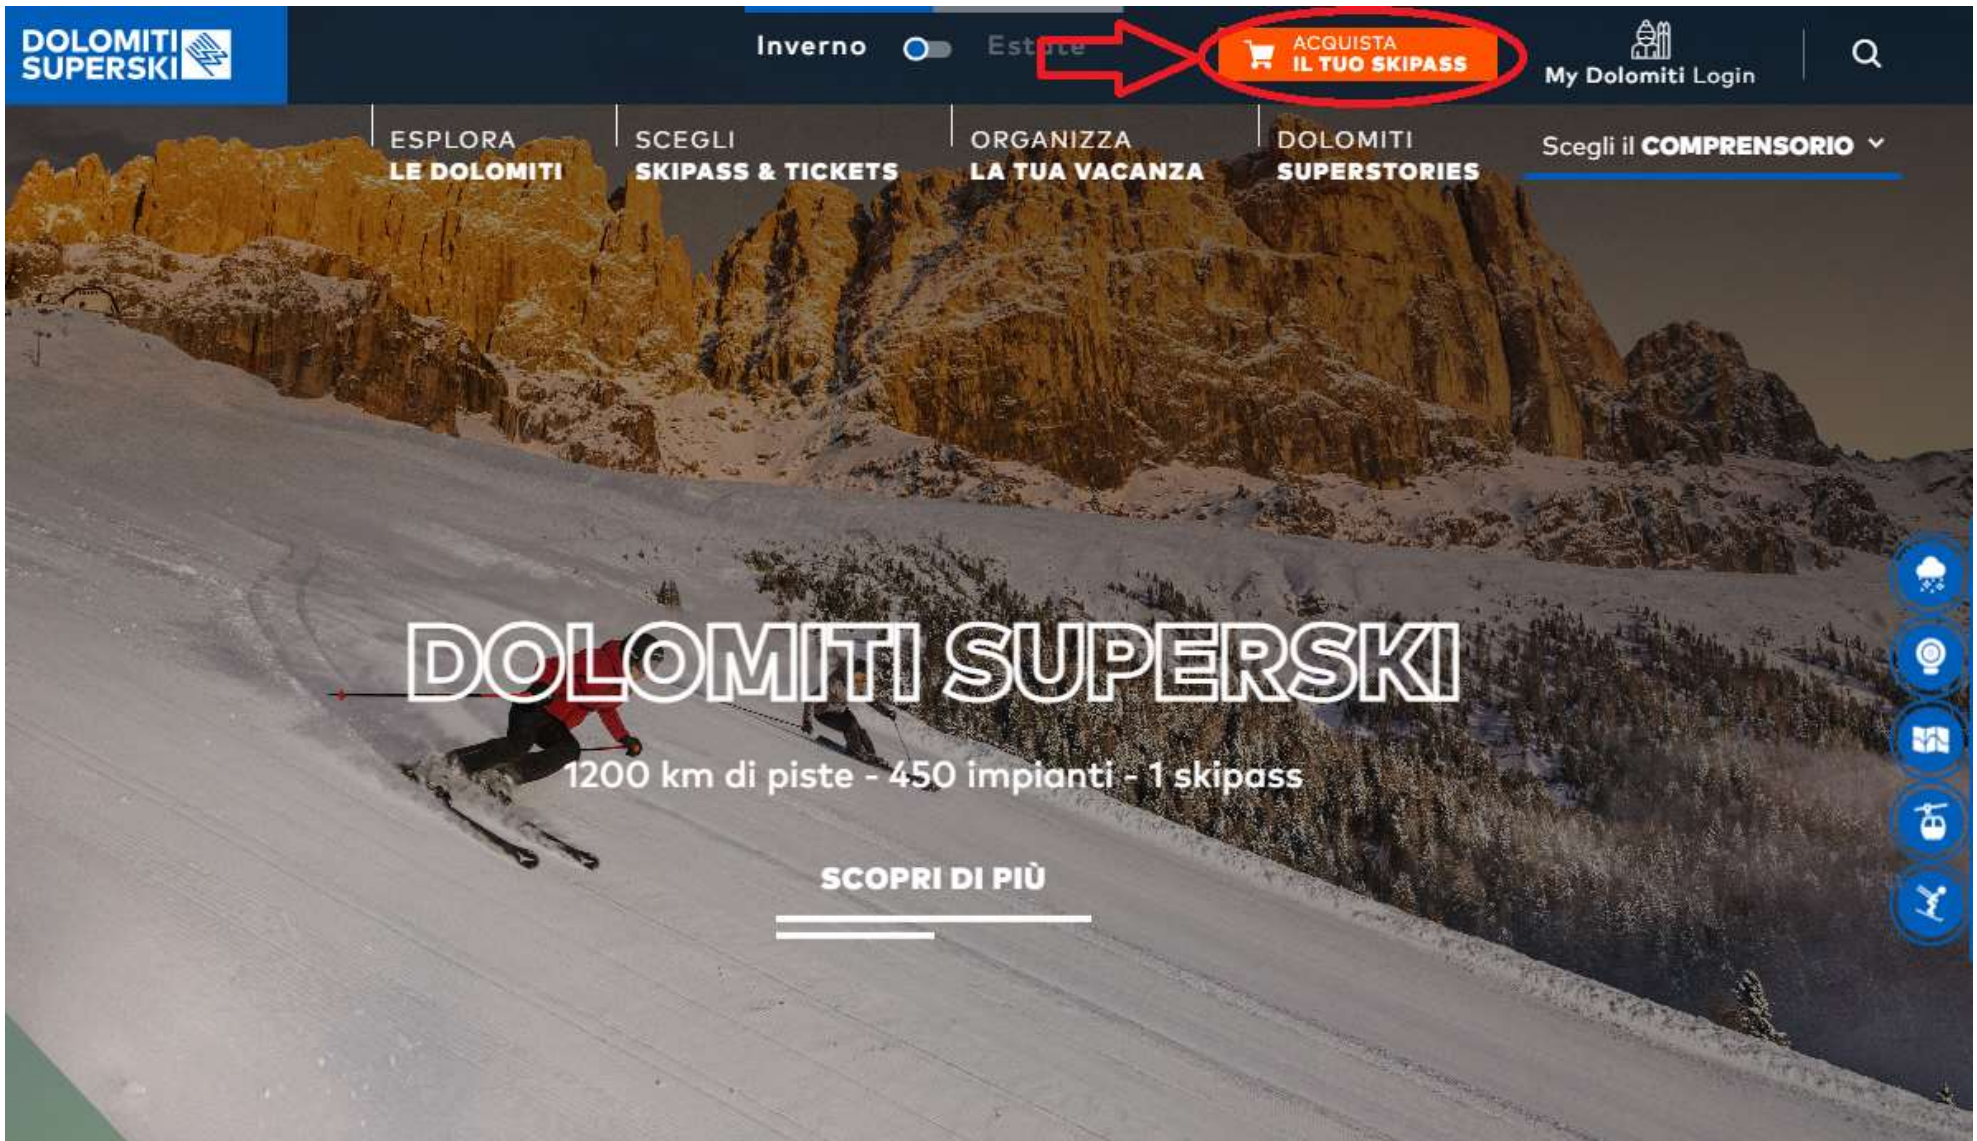 DOLOMITI
SUPERSKI
Inverno
Estate
ACQUISTA
IL TUO SKIPASS
My Dolomiti Login
ESPLORA
LE DOLOMITI
SCEGLI
SKIPASS & TICKETS
ORGANIZZA
LA TUA VACANZA
DOLOMITI
SUPERSTORIES
Scegli il COMPRENSORIO
DOLOMITI SUPERSKI
1200 km di piste - 450 impianti - 1 skipass
SCOPRI DI PIÙ